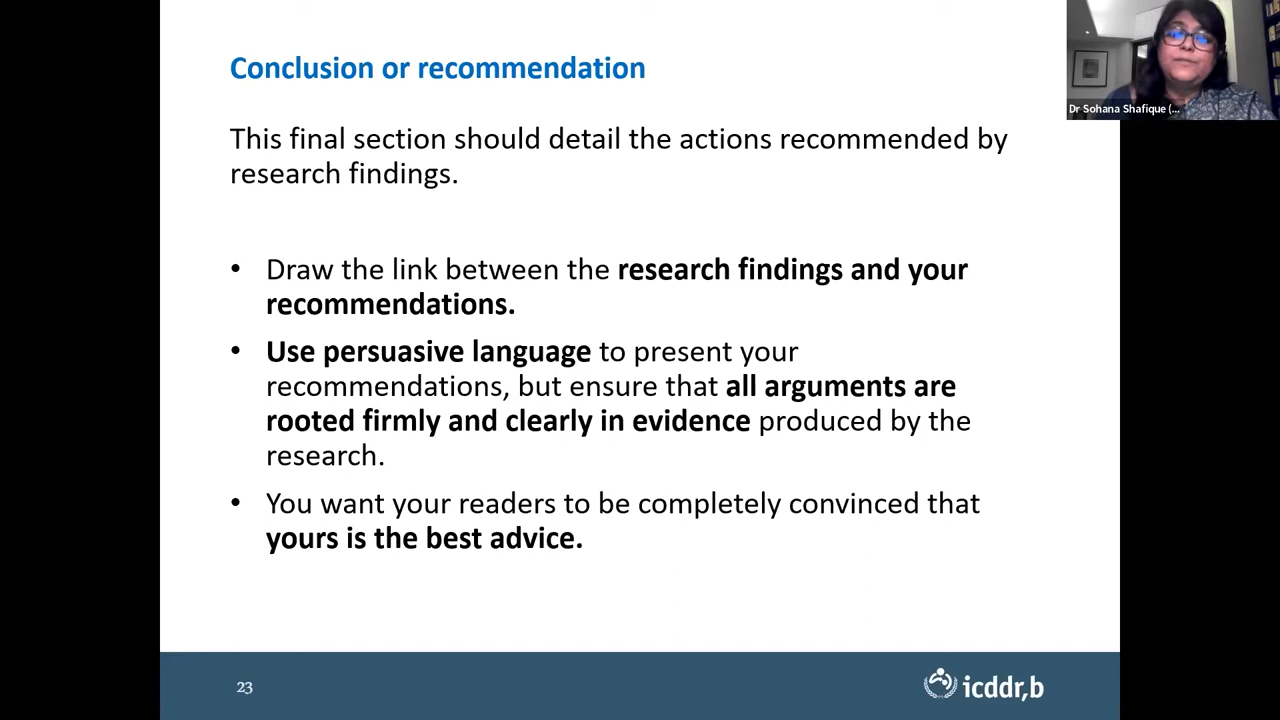 Conclusion or recommendation
Dr Sohana Shafique (...
This final section should detail the actions recommended by
research findings.
• Draw the link between the research findings and your
recommendations.
• Use persuasive language to present your
recommendations, but ensure that all arguments are
rooted firmly and clearly in evidence produced by the
research.
• You want your readers to be completely convinced that
yours is the best advice.
23
icddr,b